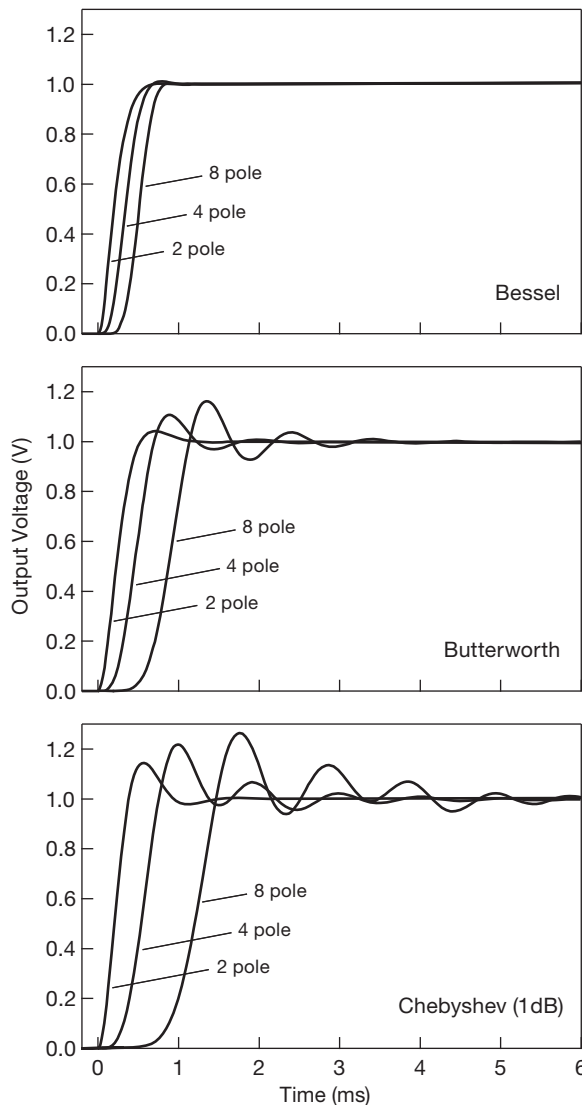 1.2
1.0
0.8
0.6
0.4
0.2
0.0
8 pole
4 pole
2 pole
Bessel
1.2
1.0
0.8
0.6
0.4
0.2
0.0
Output Voltage (V)
8 pole
4 pole
2 pole
Butterworth
1.2
1.0
0.8
0.6
0.4
0.2
0.0
8 pole
4 pole
2 pole
Chebyshev (1dB)
0 1 2 3 4 5 6
Time (ms)